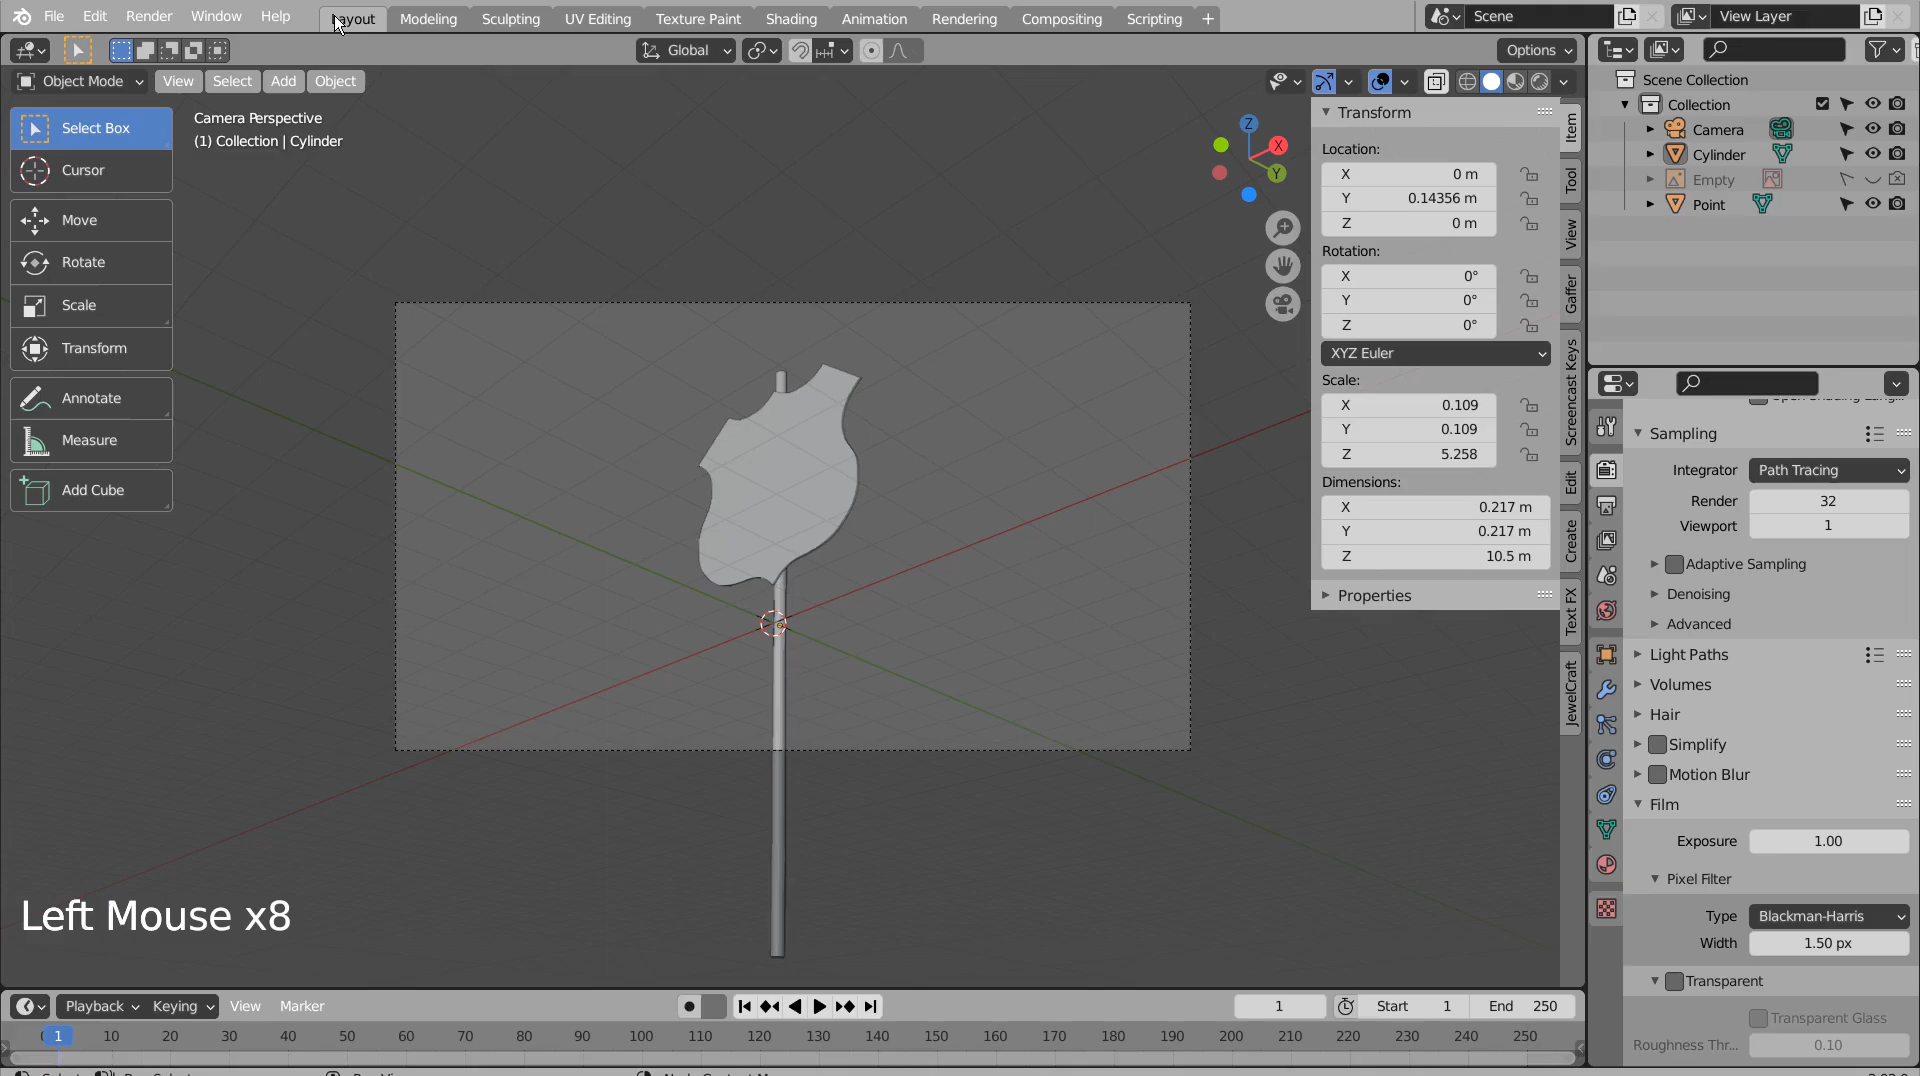 File Edit Render Window Help Layout Modeling Sculpting UV Editing Texture Paint Shading Animation Rendering Compositing Scripting + Scene View Layer
Global Options
Object Mode View Select Add Object
Select Box
Cursor
Move
Rotate
Scale
Transform
Annotate
Measure
Add Cube
Camera Perspective
(1) Collection | Cylinder
Z
X
Y
Transform
Location:
X 0 m
Y 0.14356 m
Z 0 m
Rotation:
X 0°
Y 0°
Z 0°
XYZ Euler
Scale:
X 0.109
Y 0.109
Z 5.258
Dimensions:
X 0.217 m
Y 0.217 m
Z 10.5 m
Properties
Item
Tool
View
Gaffer
Screencast Keys
Edit
Create
Text FX
JewelCraft
Scene Collection
Collection
Camera
Cylinder
Empty
Point
Sampling
Integrator Path Tracing
Render 32
Viewport 1
Adaptive Sampling
Denoising
Advanced
Light Paths
Volumes
Hair
Simplify
Motion Blur
Film
Exposure 1.00
Pixel Filter
Type Blackman-Harris
Width 1.50 px
Transparent
Transparent Glass
Roughness Thr... 0.10
Left Mouse x8
Playback Keying View Marker 1 Start 1 End 250
1 10 20 30 40 50 60 70 80 90 100 110 120 130 140 150 160 170 180 190 200 210 220 230 240 250